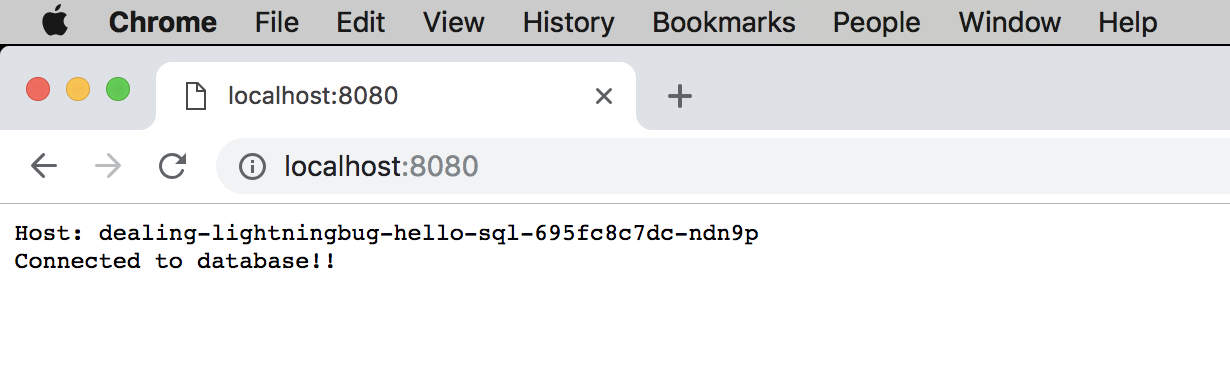 Chrome File Edit View History Bookmarks People Window Help
localhost:8080
localhost:8080
Host: dealing-lightningbug-hello-sql-695fc8c7dc-ndn9p
Connected to database!!